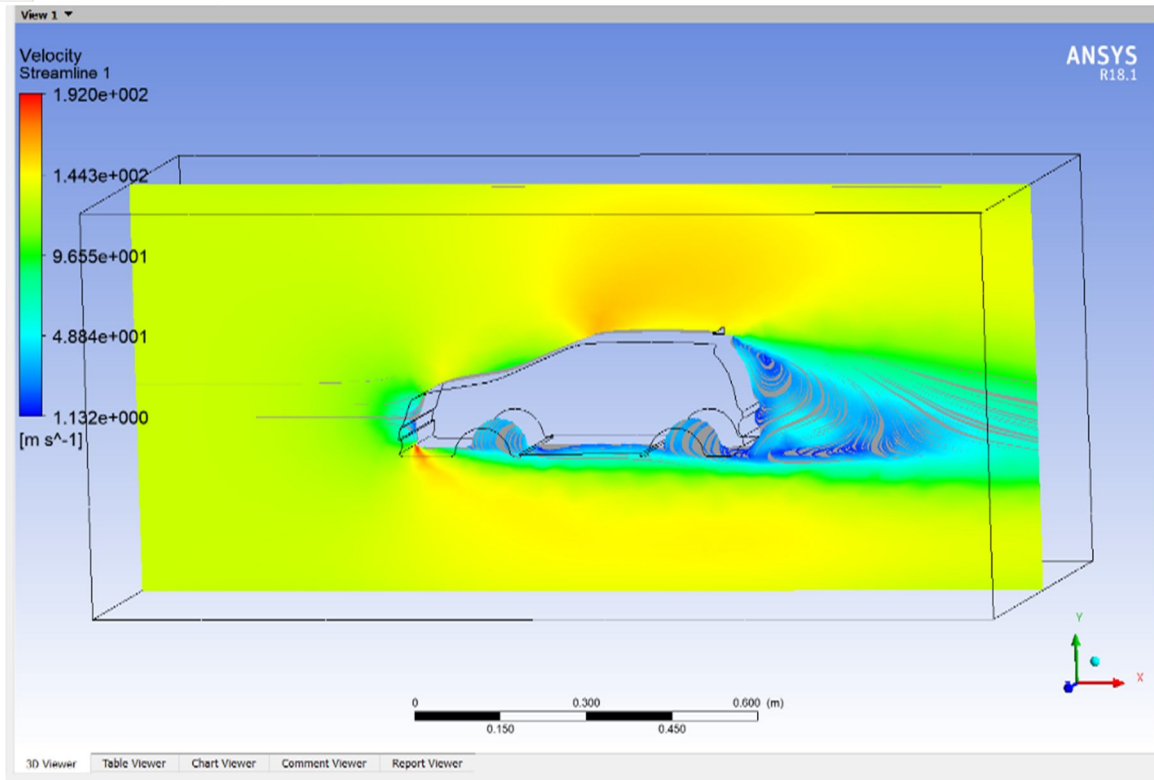 View 1
Velocity
Streamline 1
ANSYS
R18.1
1.920e+002
1.443e+002
9.655e+001
4.884e+001
1.132e+000
[m s^-1]
Y
X
0 0.300 0.600 (m)
0.150 0.450
3D Viewer Table Viewer Chart Viewer Comment Viewer Report Viewer